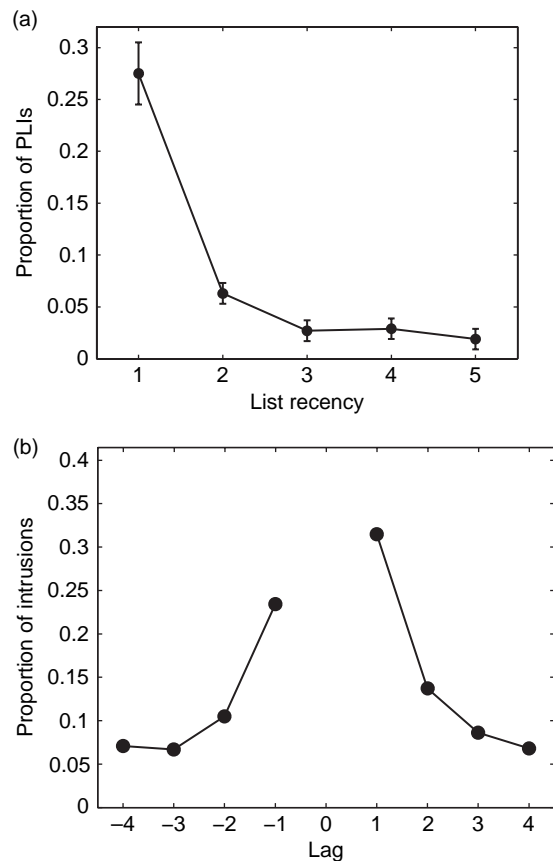 (a)
0.3
0.25
0.2
0.15
0.1
0.05
0
Proportion of PLIs
1 2 3 4 5
List recency
(b)
0.4
0.35
0.3
0.25
0.2
0.15
0.1
0.05
0
Proportion of intrusions
–4 –3 –2 –1 0 1 2 3 4
Lag